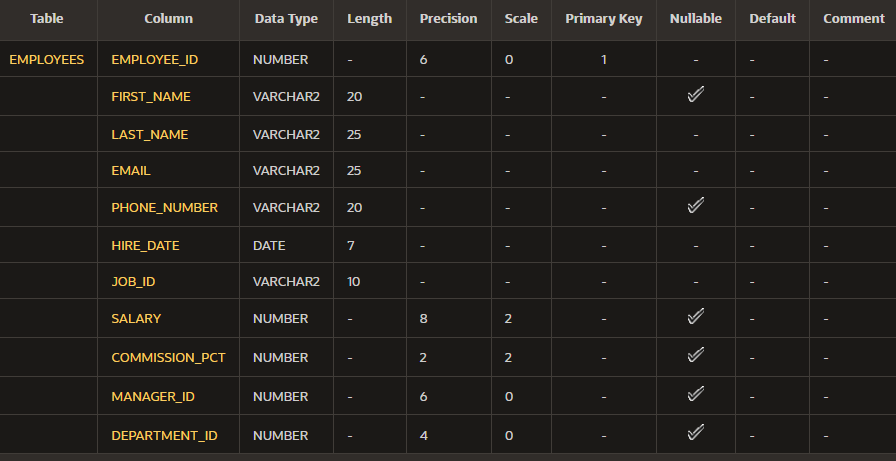 Table Column Data Type Length Precision Scale Primary Key Nullable Default Comment
EMPLOYEES EMPLOYEE_ID NUMBER - 6 0 1 - - -
FIRST_NAME VARCHAR2 20 - - - ✓ - -
LAST_NAME VARCHAR2 25 - - - - - -
EMAIL VARCHAR2 25 - - - - - -
PHONE_NUMBER VARCHAR2 20 - - - ✓ - -
HIRE_DATE DATE 7 - - - - - -
JOB_ID VARCHAR2 10 - - - - - -
SALARY NUMBER - 8 2 - ✓ - -
COMMISSION_PCT NUMBER - 2 2 - ✓ - -
MANAGER_ID NUMBER - 6 0 - ✓ - -
DEPARTMENT_ID NUMBER - 4 0 - ✓ - -